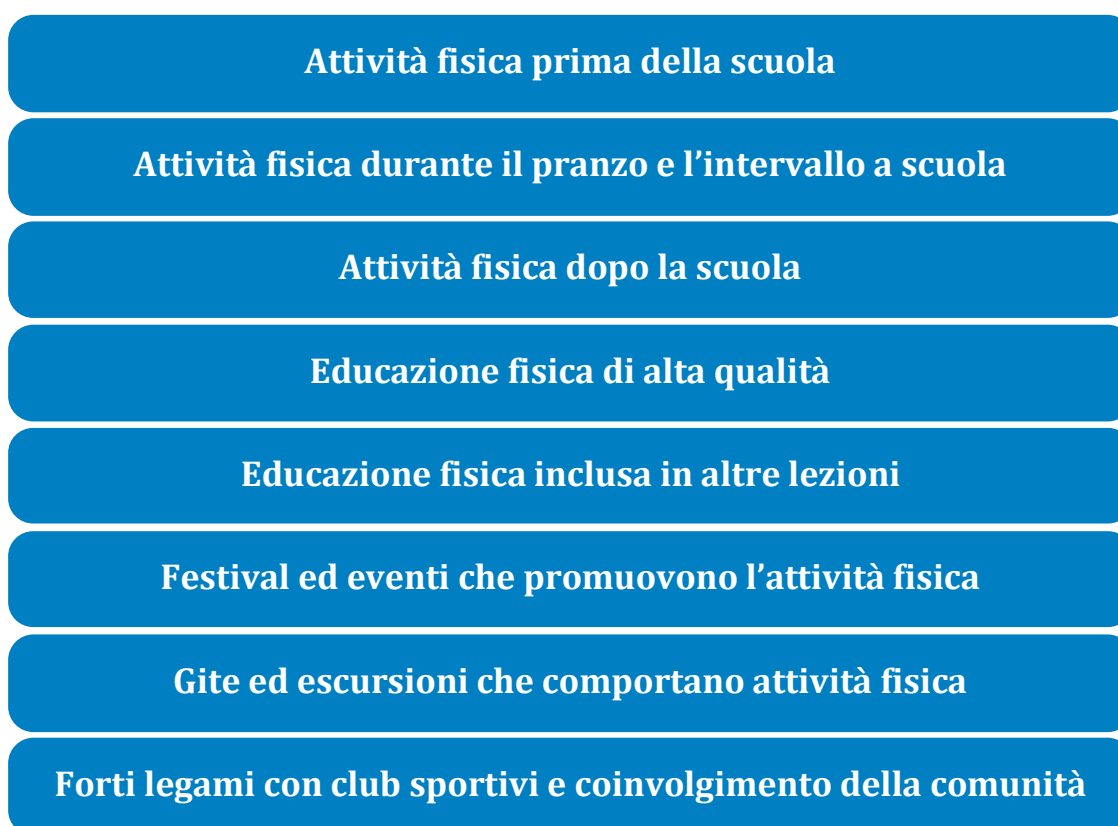 Attività fisica prima della scuola
Attività fisica durante il pranzo e l’intervallo a scuola
Attività fisica dopo la scuola
Educazione fisica di alta qualità
Educazione fisica inclusa in altre lezioni
Festival ed eventi che promuovono l’attività fisica
Gite ed escursioni che comportano attività fisica
Forti legami con club sportivi e coinvolgimento della comunità